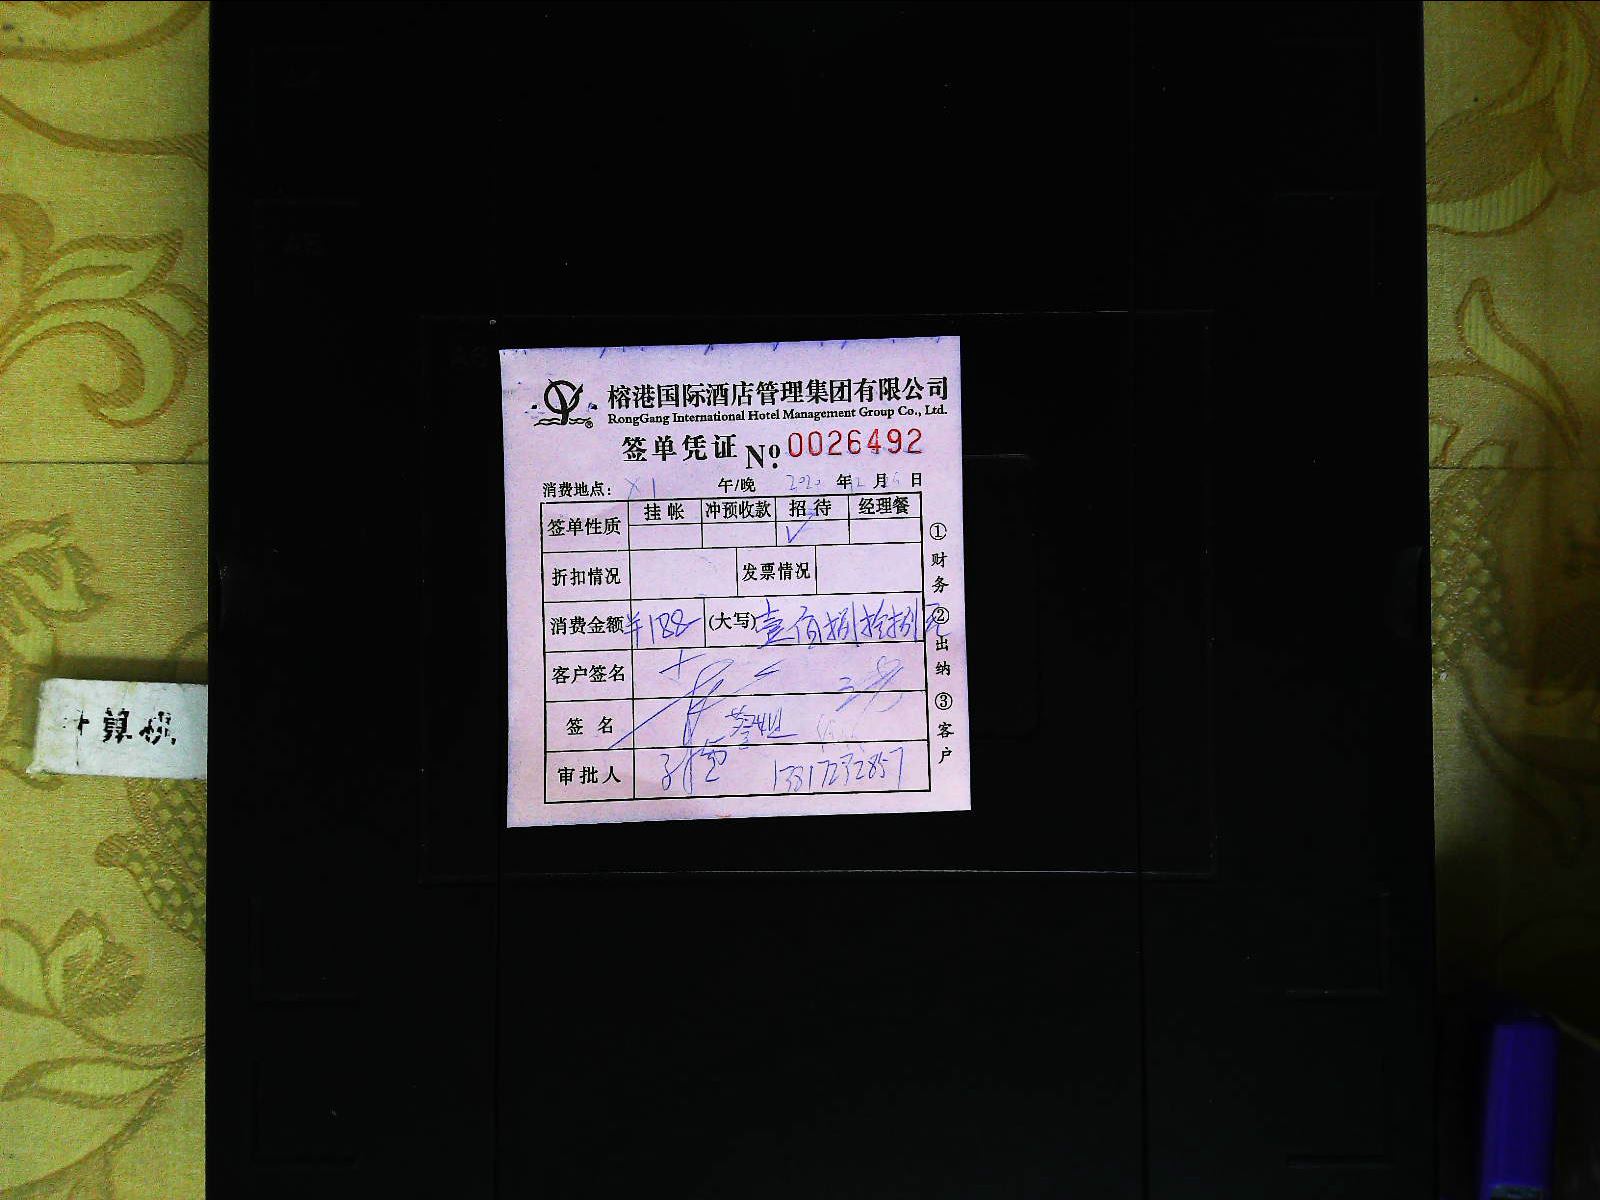 榕港国际酒店管理集团有限公司
RongGang International Hotel Management Group Co., Ltd.
签单凭证 Nº. 0026492
消费地点: 午/晚 2020 年 12 月 日
签单性质 挂帐 冲预收款 招待 经理餐
✓
折扣情况 发票情况
消费金额 ¥188 (大写) 壹佰捌拾捌元
客户签名
签名
审批人 13317232857
①财务 ②出纳 ③客户
计算机